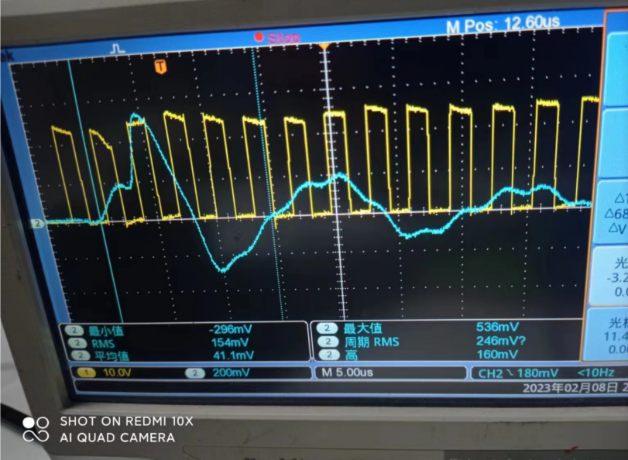 Stop
M Pos: 12.60us
T
2
△1
△68
△V
光
-3.2
0.0
光标
11.4
0.00
2 最小值 -296mV
2 RMS 154mV
2 平均值 41.1mV
2 最大值 536mV
2 周期 RMS 246mV?
2 高 160mV
1 10.0V
2 200mV
M 5.00us
CH2 \ 180mV <10Hz
2023年02月08日 2
SHOT ON REDMI 10X
AI QUAD CAMERA